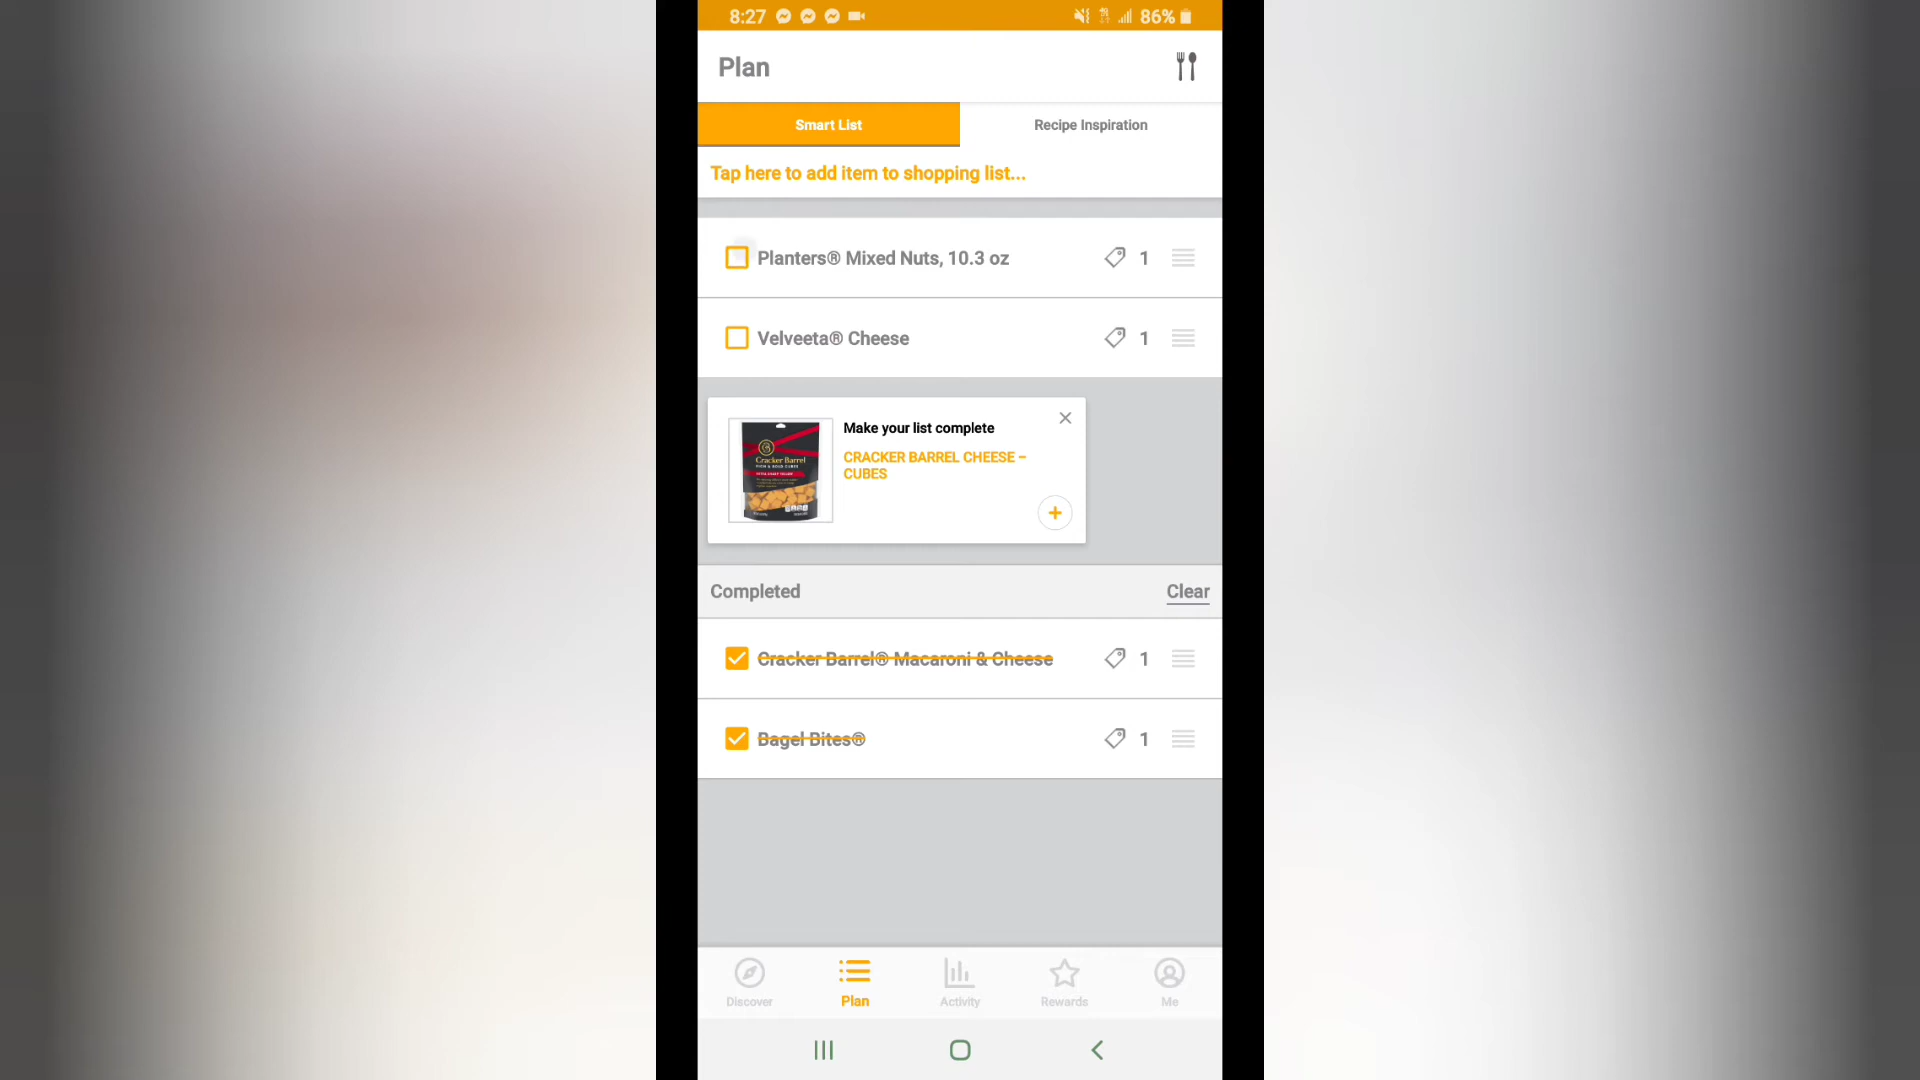 8:27
86%
Plan
Smart List
Recipe Inspiration
Tap here to add item to shopping list...
Planters® Mixed Nuts, 10.3 oz
1
Velveeta® Cheese
1
Make your list complete
CRACKER BARREL CHEESE –
CUBES
Cracker Barrel
Completed
Clear
Cracker Barrel® Macaroni & Cheese
1
Bagel Bites®
1
Discover
Plan
Activity
Rewards
Me